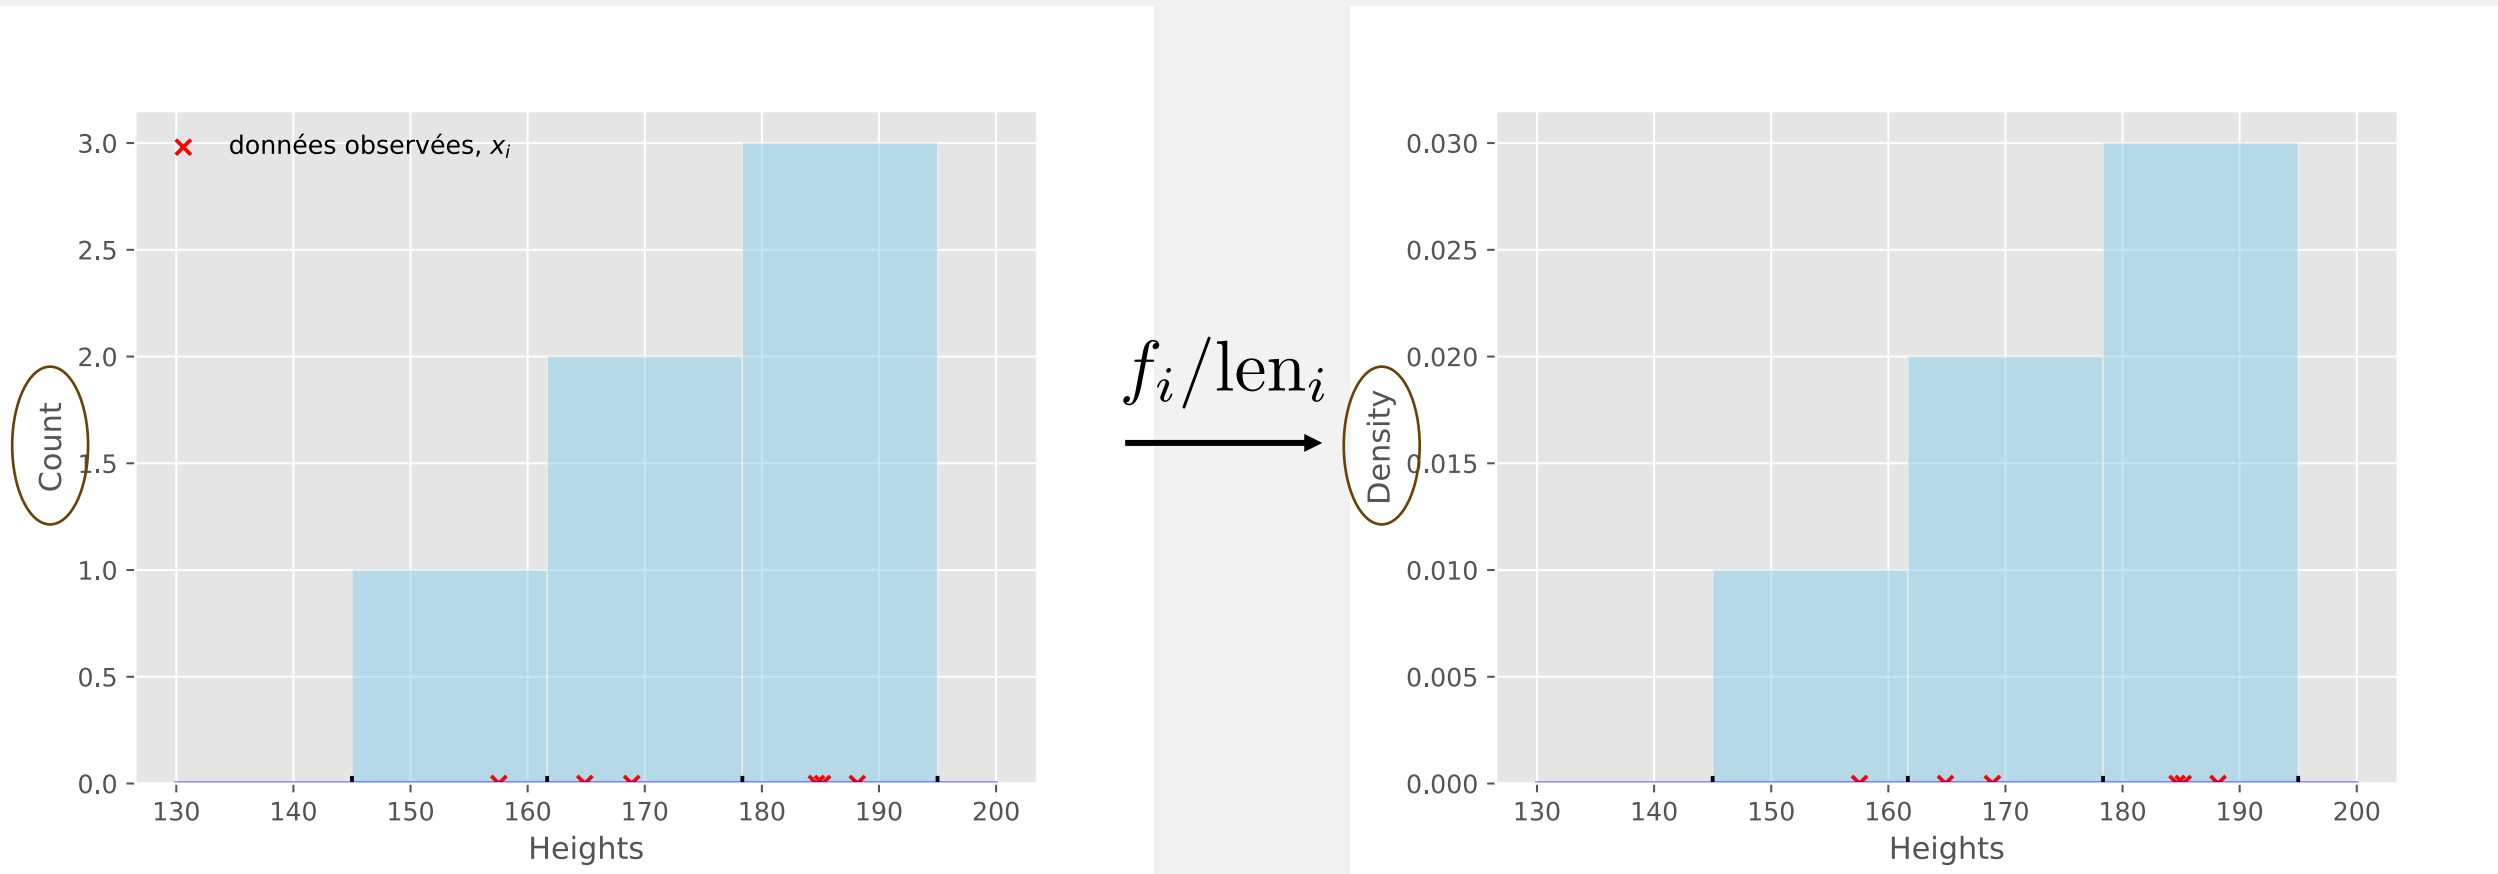 données observées, xᵢ
3.0
2.5
2.0
1.5
1.0
0.5
0.0
Count
130 140 150 160 170 180 190 200
Heights
fᵢ/lenᵢ
0.030
0.025
0.020
0.015
0.010
0.005
0.000
Density
130 140 150 160 170 180 190 200
Heights